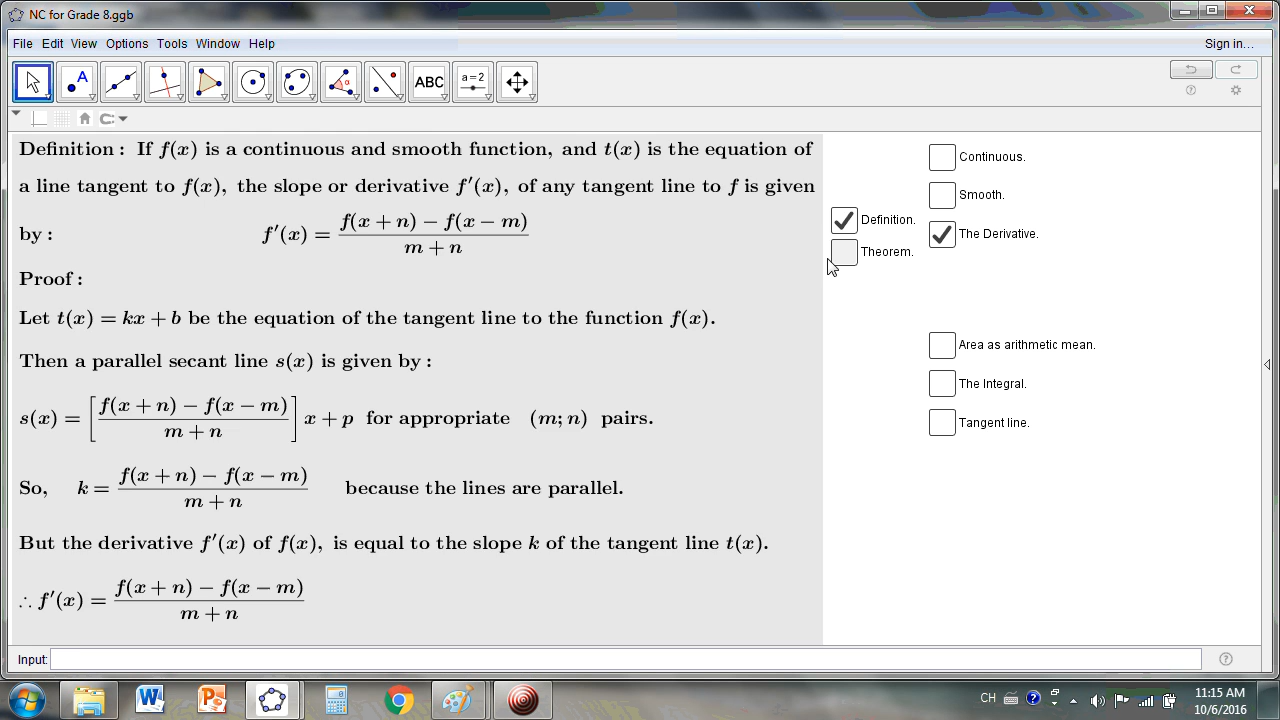 NC for Grade 8.ggb
File Edit View Options Tools Window Help
Sign in...
A
α
ABC
a = 2
Definition : If f(x) is a continuous and smooth function, and t(x) is the equation of
a line tangent to f(x), the slope or derivative f′(x), of any tangent line to f is given
by : f′(x) = \frac{f(x + n) − f(x − m)}{m + n}
Proof :
Let t(x) = kx + b be the equation of the tangent line to the function f(x).
Then a parallel secant line s(x) is given by :
s(x) = [\frac{f(x + n) − f(x − m)}{m + n}] x + p for appropriate (m; n) pairs.
So, k = \frac{f(x + n) − f(x − m)}{m + n} because the lines are parallel.
But the derivative f′(x) of f(x), is equal to the slope k of the tangent line t(x).
∴ f′(x) = \frac{f(x + n) − f(x − m)}{m + n}
Definition.
Theorem.
Continuous.
Smooth.
The Derivative.
Area as arithmetic mean.
The Integral.
Tangent line.
Input:
CH
11:15 AM
10/6/2016